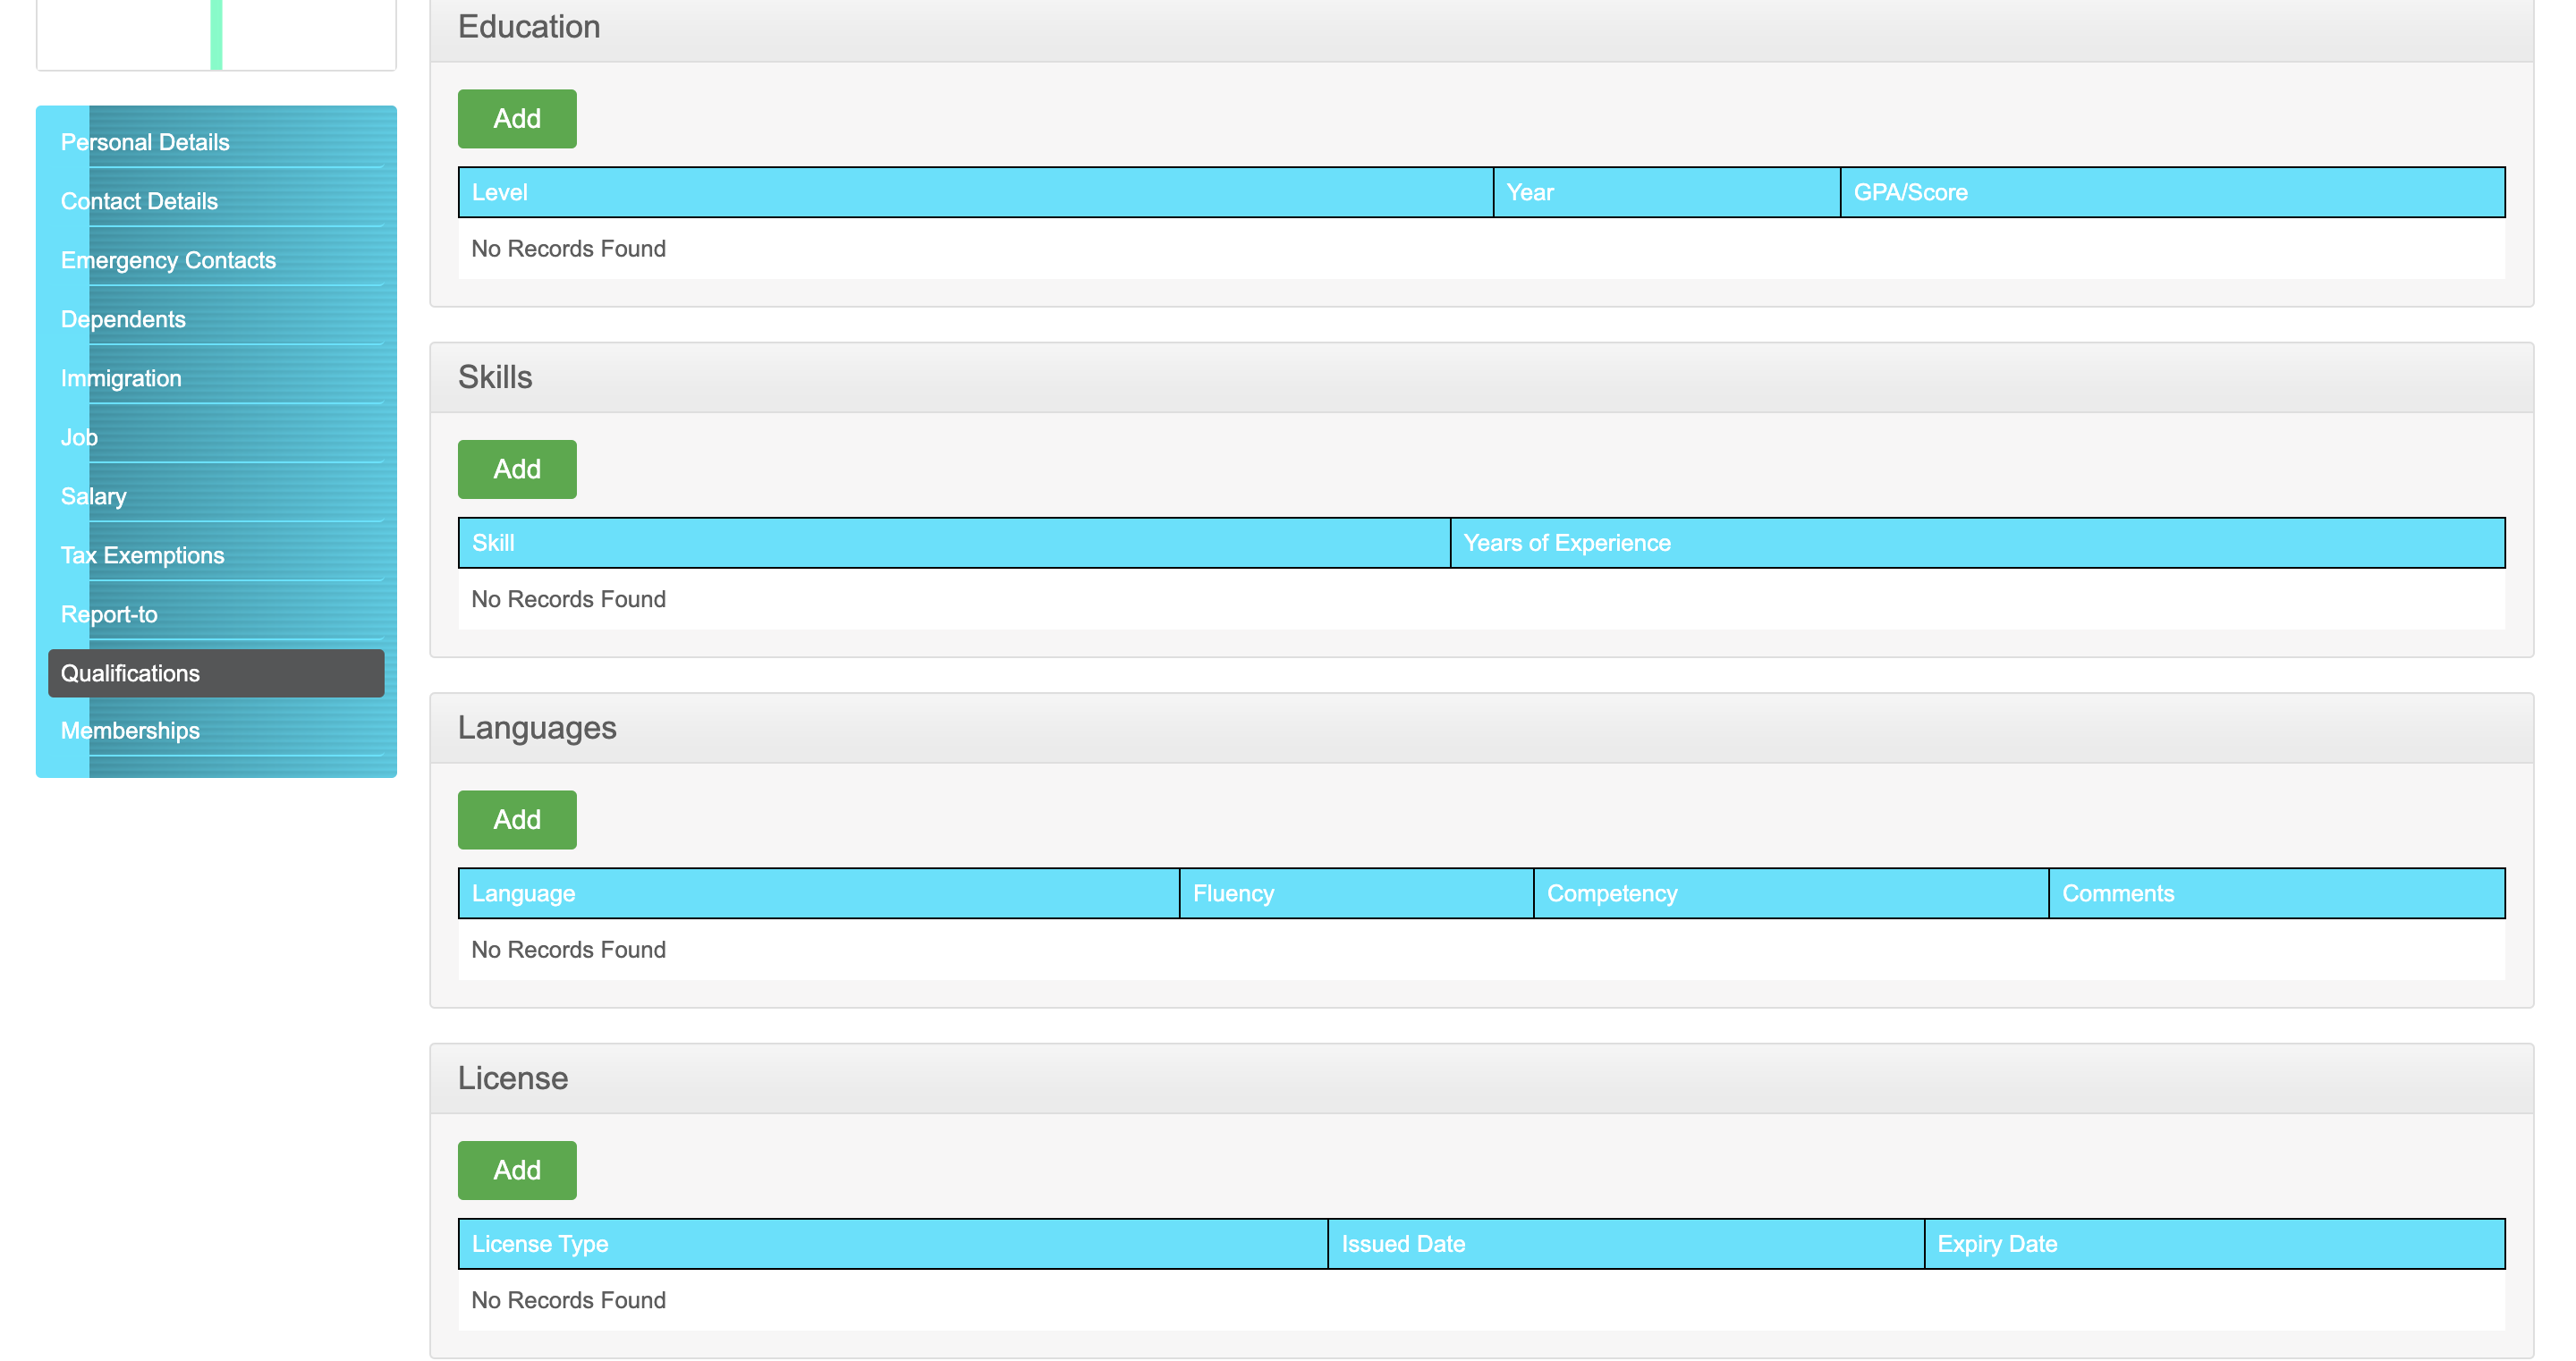 Personal Details
Contact Details
Emergency Contacts
Dependents
Immigration
Job
Salary
Tax Exemptions
Report-to
Qualifications
Memberships
Education
Add
Level Year GPA/Score
No Records Found
Skills
Add
Skill Years of Experience
No Records Found
Languages
Add
Language Fluency Competency Comments
No Records Found
License
Add
License Type Issued Date Expiry Date
No Records Found